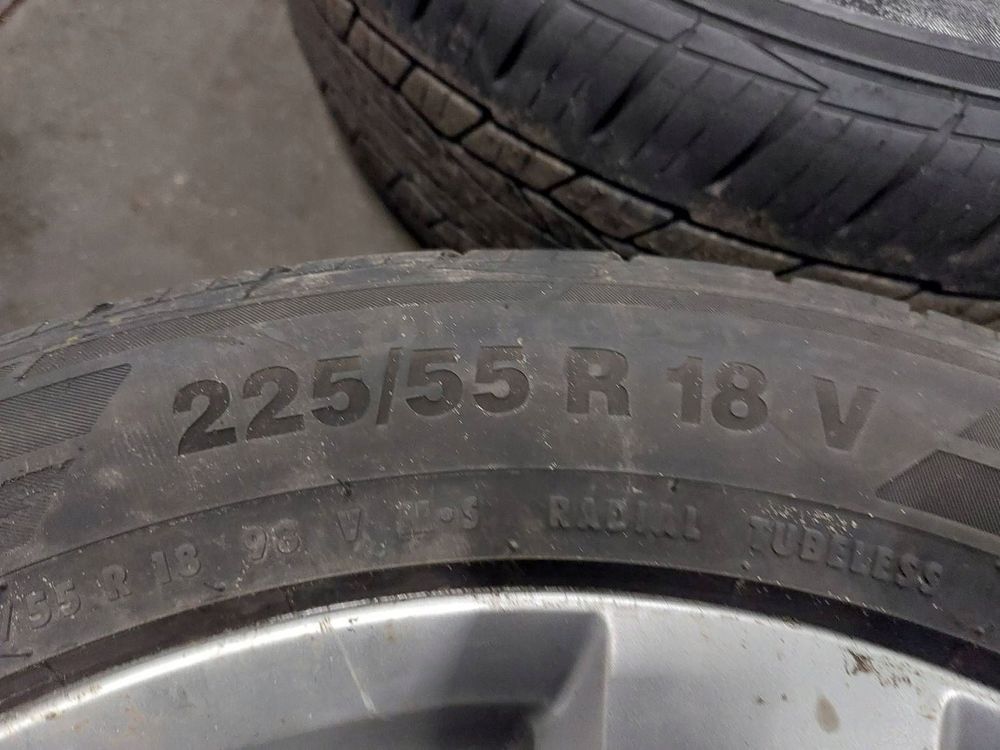 225/55 R 18 V
/55 R 18 98 V M•S RADIAL TUBELESS